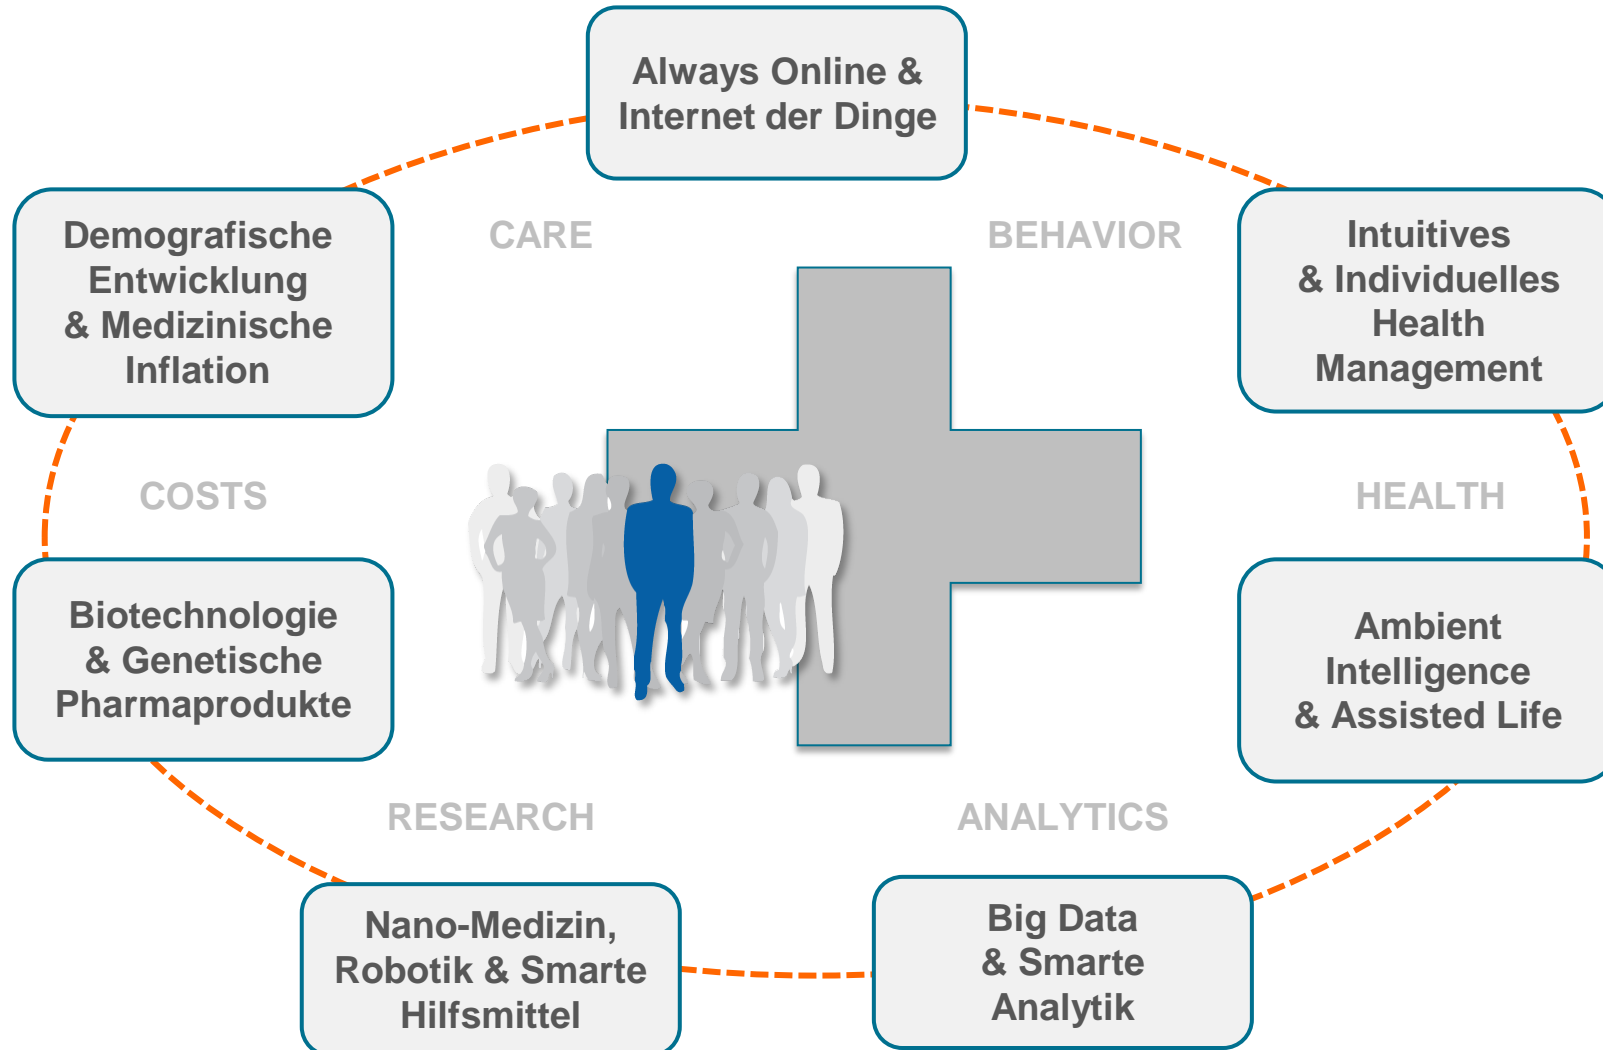 Always Online &
Internet der Dinge
Demografische
Entwicklung
& Medizinische
Inflation
CARE
BEHAVIOR
Intuitives
& Individuelles
Health
Management
COSTS
HEALTH
Biotechnologie
& Genetische
Pharmaprodukte
Ambient
Intelligence
& Assisted Life
RESEARCH
ANALYTICS
Nano-Medizin,
Robotik & Smarte
Hilfsmittel
Big Data
& Smarte
Analytik